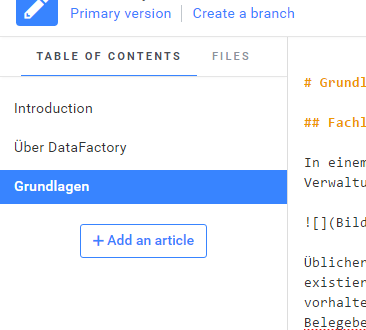 Primary version
Create a branch
TABLE OF CONTENTS
FILES
Introduction
Über DataFactory
Grundlagen
+ Add an article
# Grundl
## Fachl
In einem
Verwaltu
![](Bild
Üblicher
existier
vorhalte
Belegebe